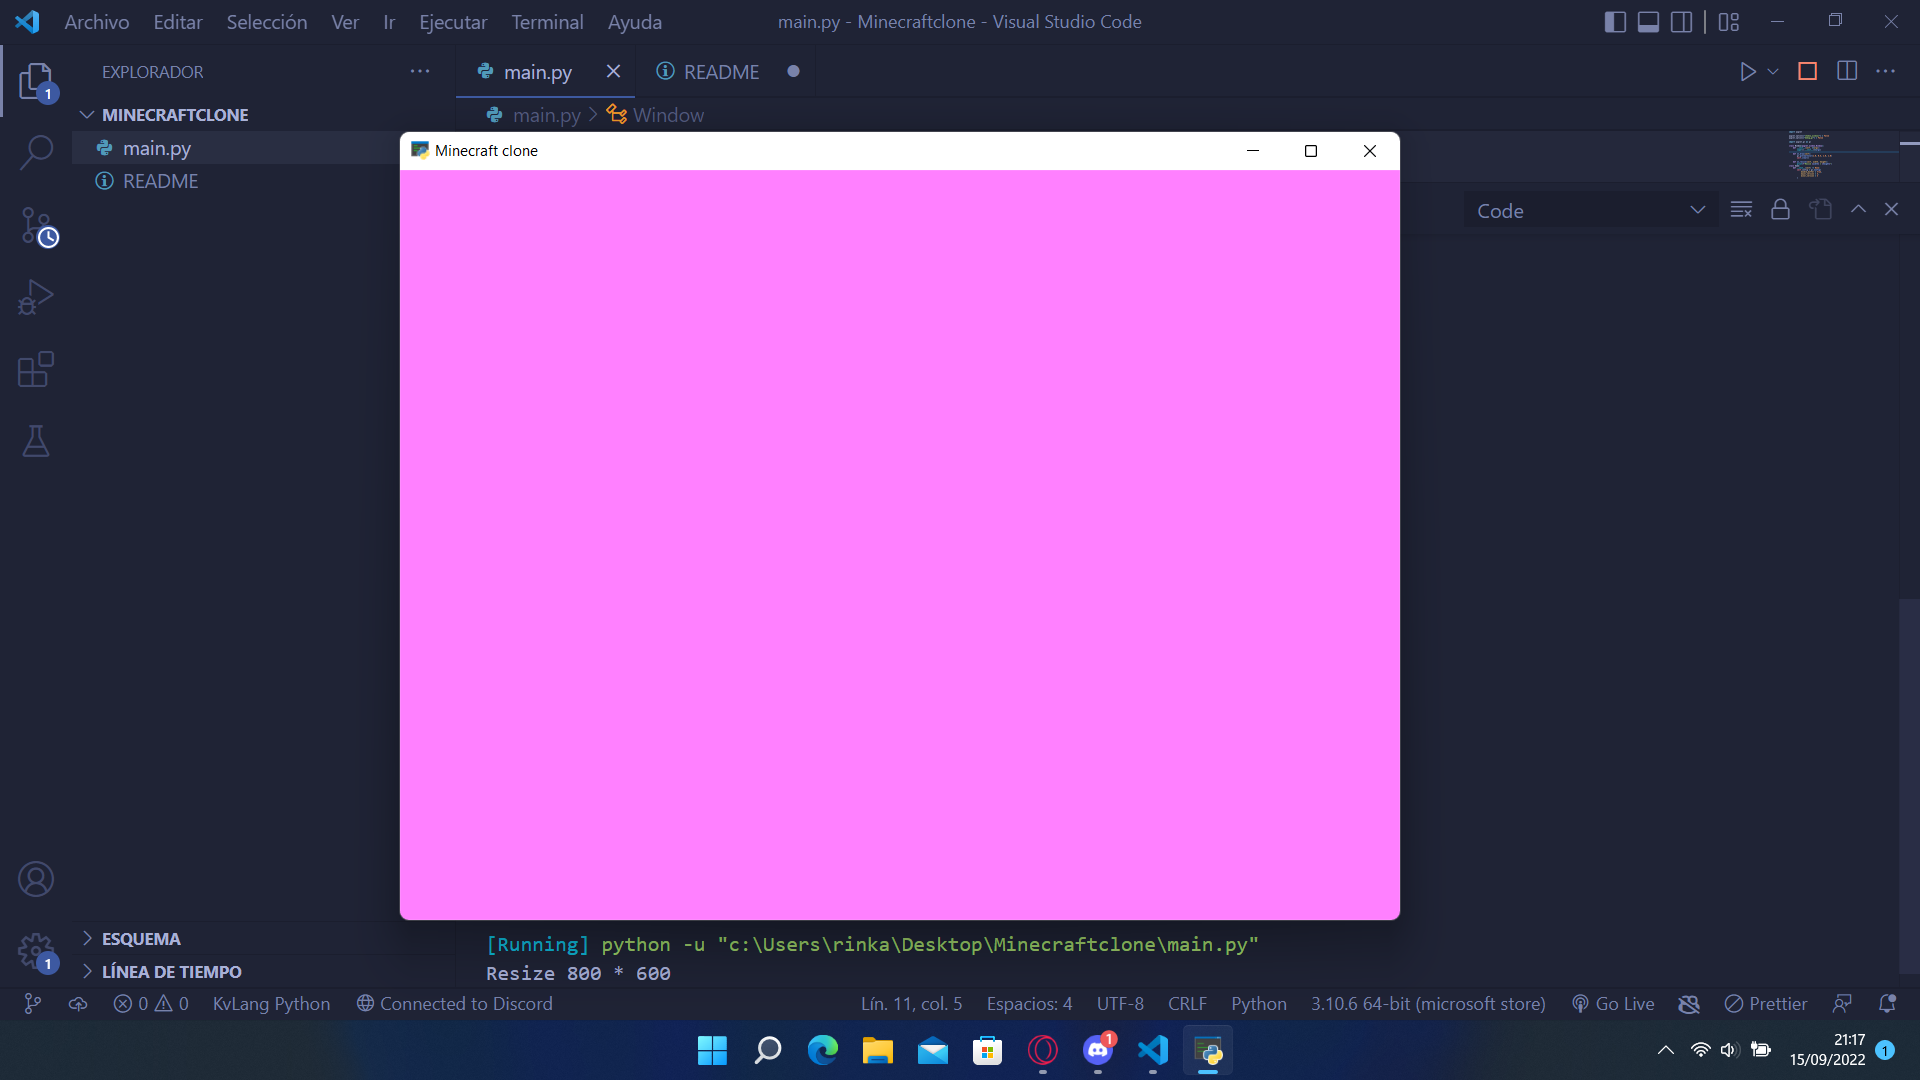 Archivo Editar Selección Ver Ir Ejecutar Terminal Ayuda main.py - Minecraftclone - Visual Studio Code
EXPLORADOR
main.py
README
1
MINECRAFTCLONE
main.py > Window
main.py
Minecraft clone
README
Code
[Running] python -u "c:\Users\rinka\Desktop\Minecraftclone\main.py"
Resize 800 * 600
ESQUEMA
1
LÍNEA DE TIEMPO
0 0 KvLang Python Connected to Discord Lín. 11, col. 5 Espacios: 4 UTF-8 CRLF Python 3.10.6 64-bit (microsoft store) Go Live Prettier
1
21:17
15/09/2022
1